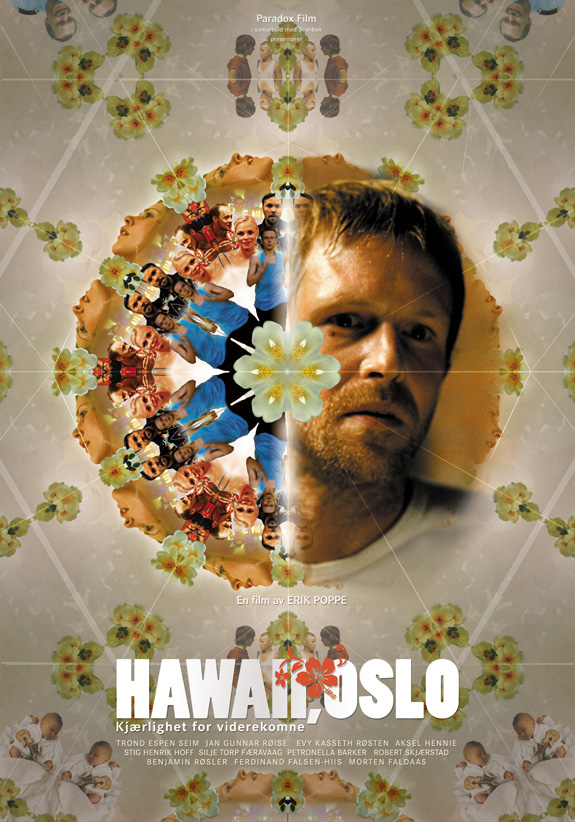 Paradox Film
i samarbeid med Scanbox
presenterer
En film av ERIK POPPE
HAWAII, OSLO
Kjærlighet for viderekomne
TROND ESPEN SEIM JAN GUNNAR RØISE EVY KASSETH RØSTEN AKSEL HENNIE
STIG HENRIK HOFF SILJE TORP FÆRAVAAG PETRONELLA BARKER ROBERT SKJÆRSTAD
BENJAMIN RØSLER FERDINAND FALSEN-HIIS MORTEN FALDAAS